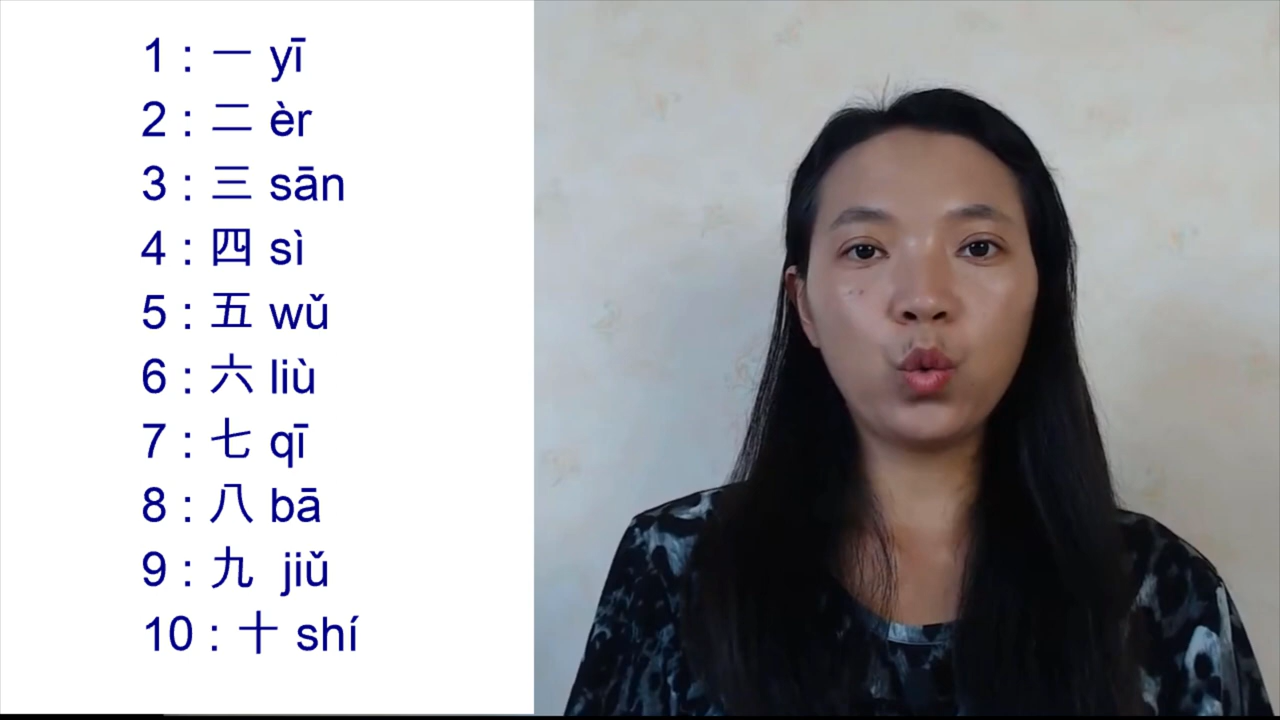 1 : 一 yī
2 : 二 èr
3 : 三 sān
4 : 四 sì
5 : 五 wǔ
6 : 六 liù
7 : 七 qī
8 : 八 bā
9 : 九 jiǔ
10 : 十 shí